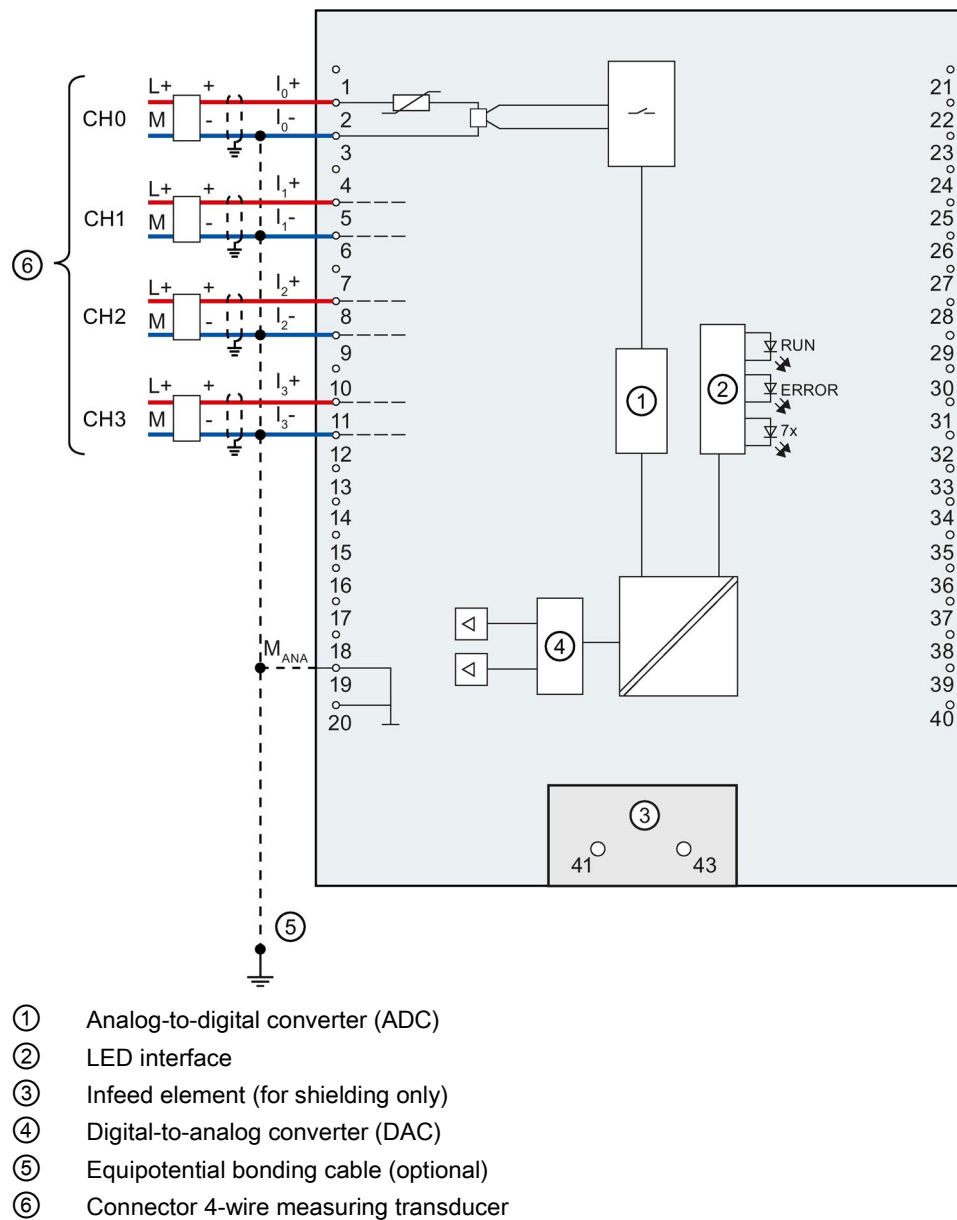 1
21
L+ + I0+
CH0
2
22
M - I0-
3
23
4
24
L+ + I1+
CH1
5
25
M - I1-
6
26
⑥
7
27
L+ + I2+
CH2
8
28
M - I2-
9
29
RUN
10
30
L+ + I3+
①
②
ERROR
CH3
11
31
M - I3-
7x
12
32
13
33
14
34
15
35
16
36
17
37
④
MANA
18
38
19
39
20
40
③
41
43
⑤
① Analog-to-digital converter (ADC)
② LED interface
③ Infeed element (for shielding only)
④ Digital-to-analog converter (DAC)
⑤ Equipotential bonding cable (optional)
⑥ Connector 4-wire measuring transducer